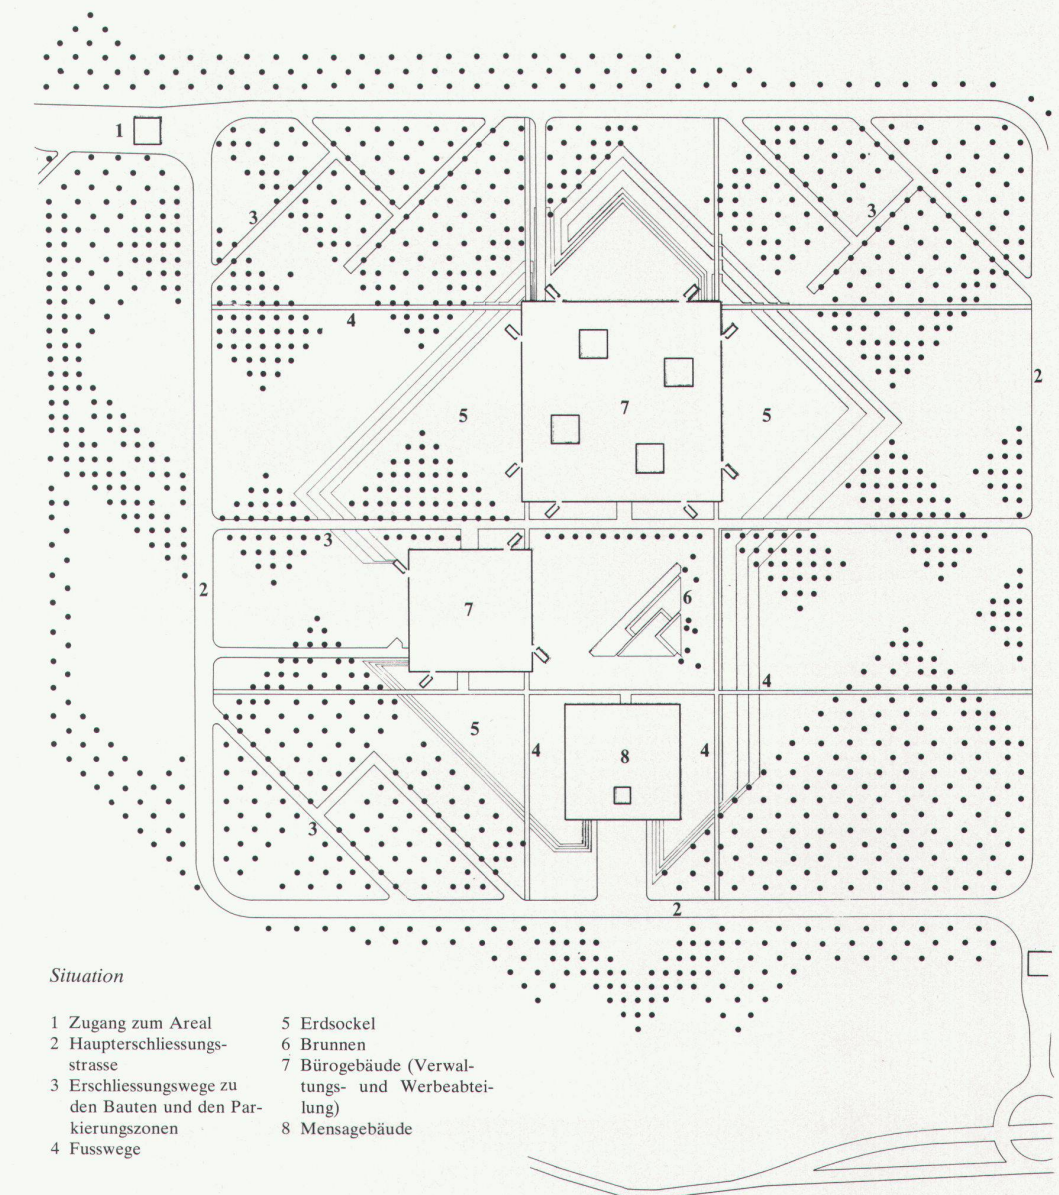 1
3
3
4
2
5
7
5
3
2
7
6
4
5
4
8
4
3
2
Situation
1 Zugang zum Areal
2 Haupterschliessungs-
strasse
3 Erschliessungswege zu
den Bauten und den Par-
kierungszonen
4 Fusswege
5 Erdsockel
6 Brunnen
7 Bürogebäude (Verwal-
tungs- und Werbeabtei-
lung)
8 Mensagebäude